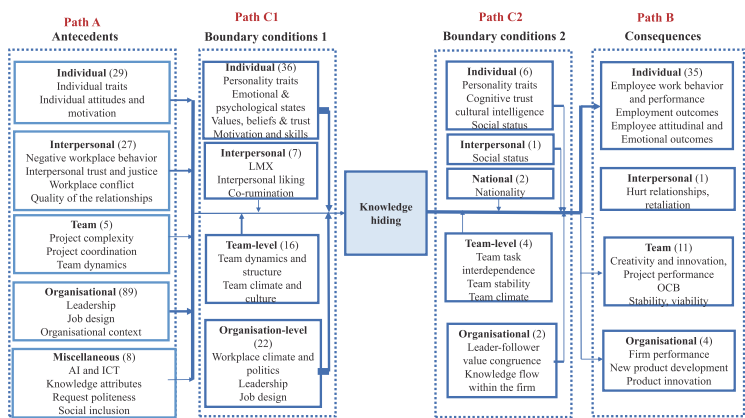 Path A
Antecedents
Individual (29)
Individual traits
Individual attitudes and
motivation
Interpersonal (27)
Negative workplace behavior
Interpersonal trust and justice
Workplace conflict
Quality of the relationships
Team (5)
Project complexity
Project coordination
Team dynamics
Organisational (89)
Leadership
Job design
Organisational context
Miscellaneous (8)
AI and ICT
Knowledge attributes
Request politeness
Social inclusion
Path C1
Boundary conditions 1
Individual (36)
Personality traits
Emotional &
psychological states
Values, beliefs & trust
Motivation and skills
Interpersonal (7)
LMX
Interpersonal liking
Co-rumination
Team-level (16)
Team dynamics and
structure
Team climate and
culture
Organisation-level
(22)
Workplace climate and
politics
Leadership
Job design
Knowledge
hiding
Path C2
Boundary conditions 2
Individual (6)
Personality traits
Cognitive trust
cultural intelligence
Social status
Interpersonal (1)
Social status
National (2)
Nationality
Team-level (4)
Team task
interdependence
Team stability
Team climate
Organisational (2)
Leader-follower
value congruence
Knowledge flow
within the firm
Path B
Consequences
Individual (35)
Employee work behavior
and performance
Employment outcomes
Employee attitudinal and
Emotional outcomes
Interpersonal (1)
Hurt relationships,
retaliation
Team (11)
Creativity and innovation,
Project performance
OCB
Stability, viability
Organisational (4)
Firm performance
New product development
Product innovation